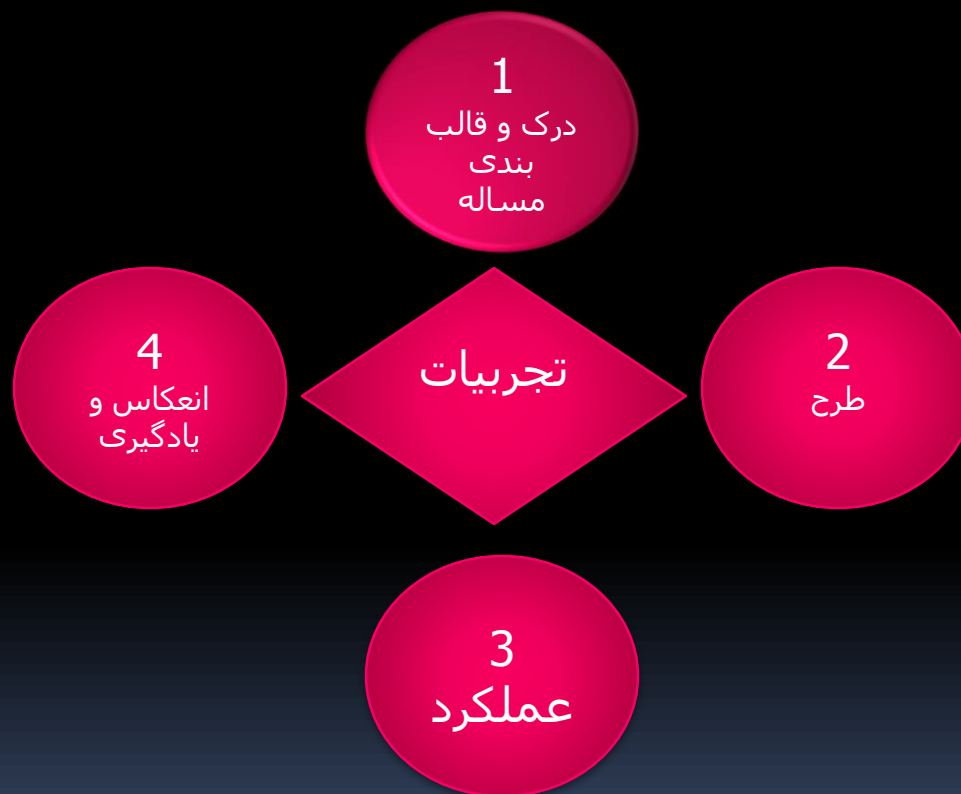 1
درک و قالب
بندی
مساله
تجربیات
2
طرح
4
انعکاس و
یادگیری
3
عملکرد